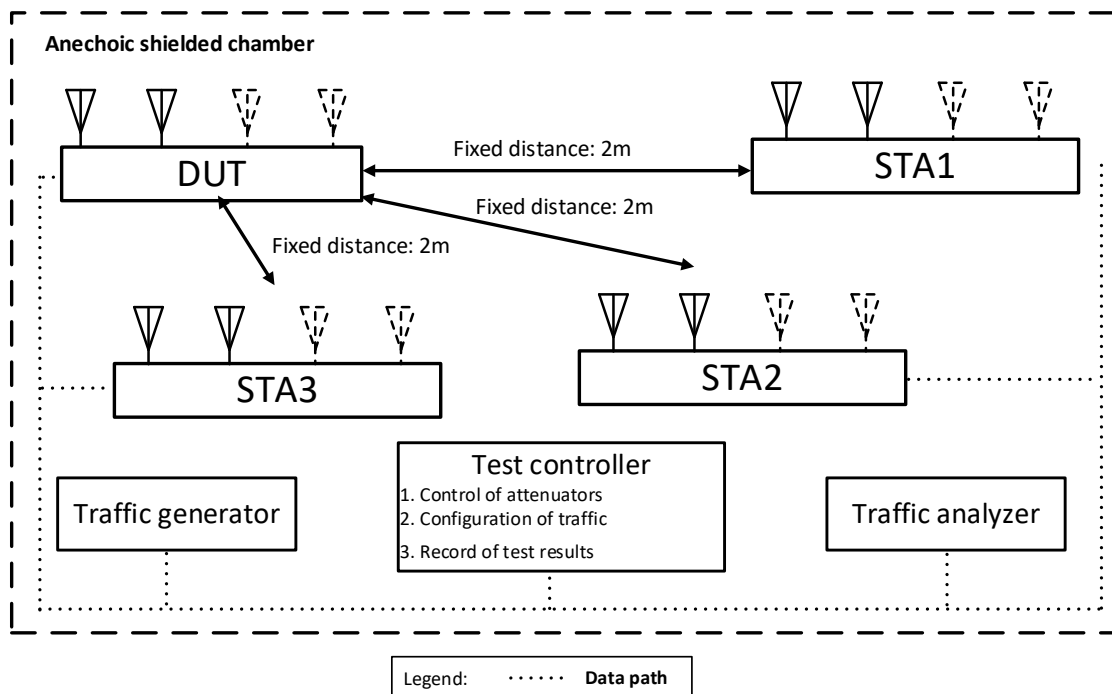 Anechoic shielded chamber
DUT
Fixed distance: 2m
STA1
Fixed distance: 2m
Fixed distance: 2m
STA3
STA2
Test controller
1. Control of attenuators
2. Configuration of traffic
3. Record of test results
Traffic generator
Traffic analyzer
Legend: Data path